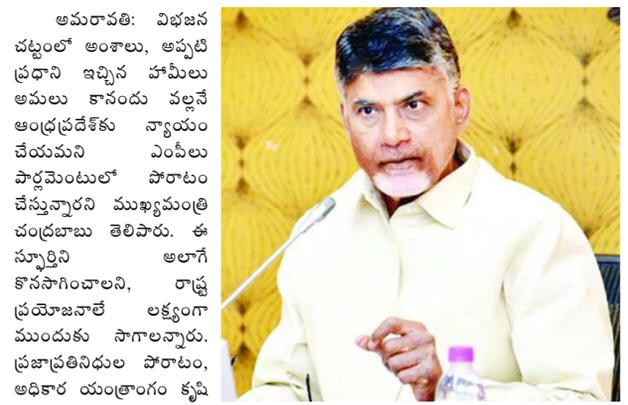 అమరావతి: విభజన
చట్టంలో అంశాలు, అప్పటి
ప్రధాని ఇచ్చిన హామీలు
అమలు కానందు వల్లనే
ఆంధ్రప్రదేశ్‌కు న్యాయం
చేయమని ఎంపీలు
పార్లమెంటులో పోరాటం
చేస్తున్నారని ముఖ్యమంత్రి
చంద్రబాబు తెలిపారు. ఈ
స్ఫూర్తిని అలాగే
కొనసాగించాలని, రాష్ట్ర
ప్రయోజనాలే లక్ష్యంగా
ముందుకు సాగాలన్నారు.
ప్రజాప్రతినిధుల పోరాటం,
అధికార యంత్రాంగం కృషి